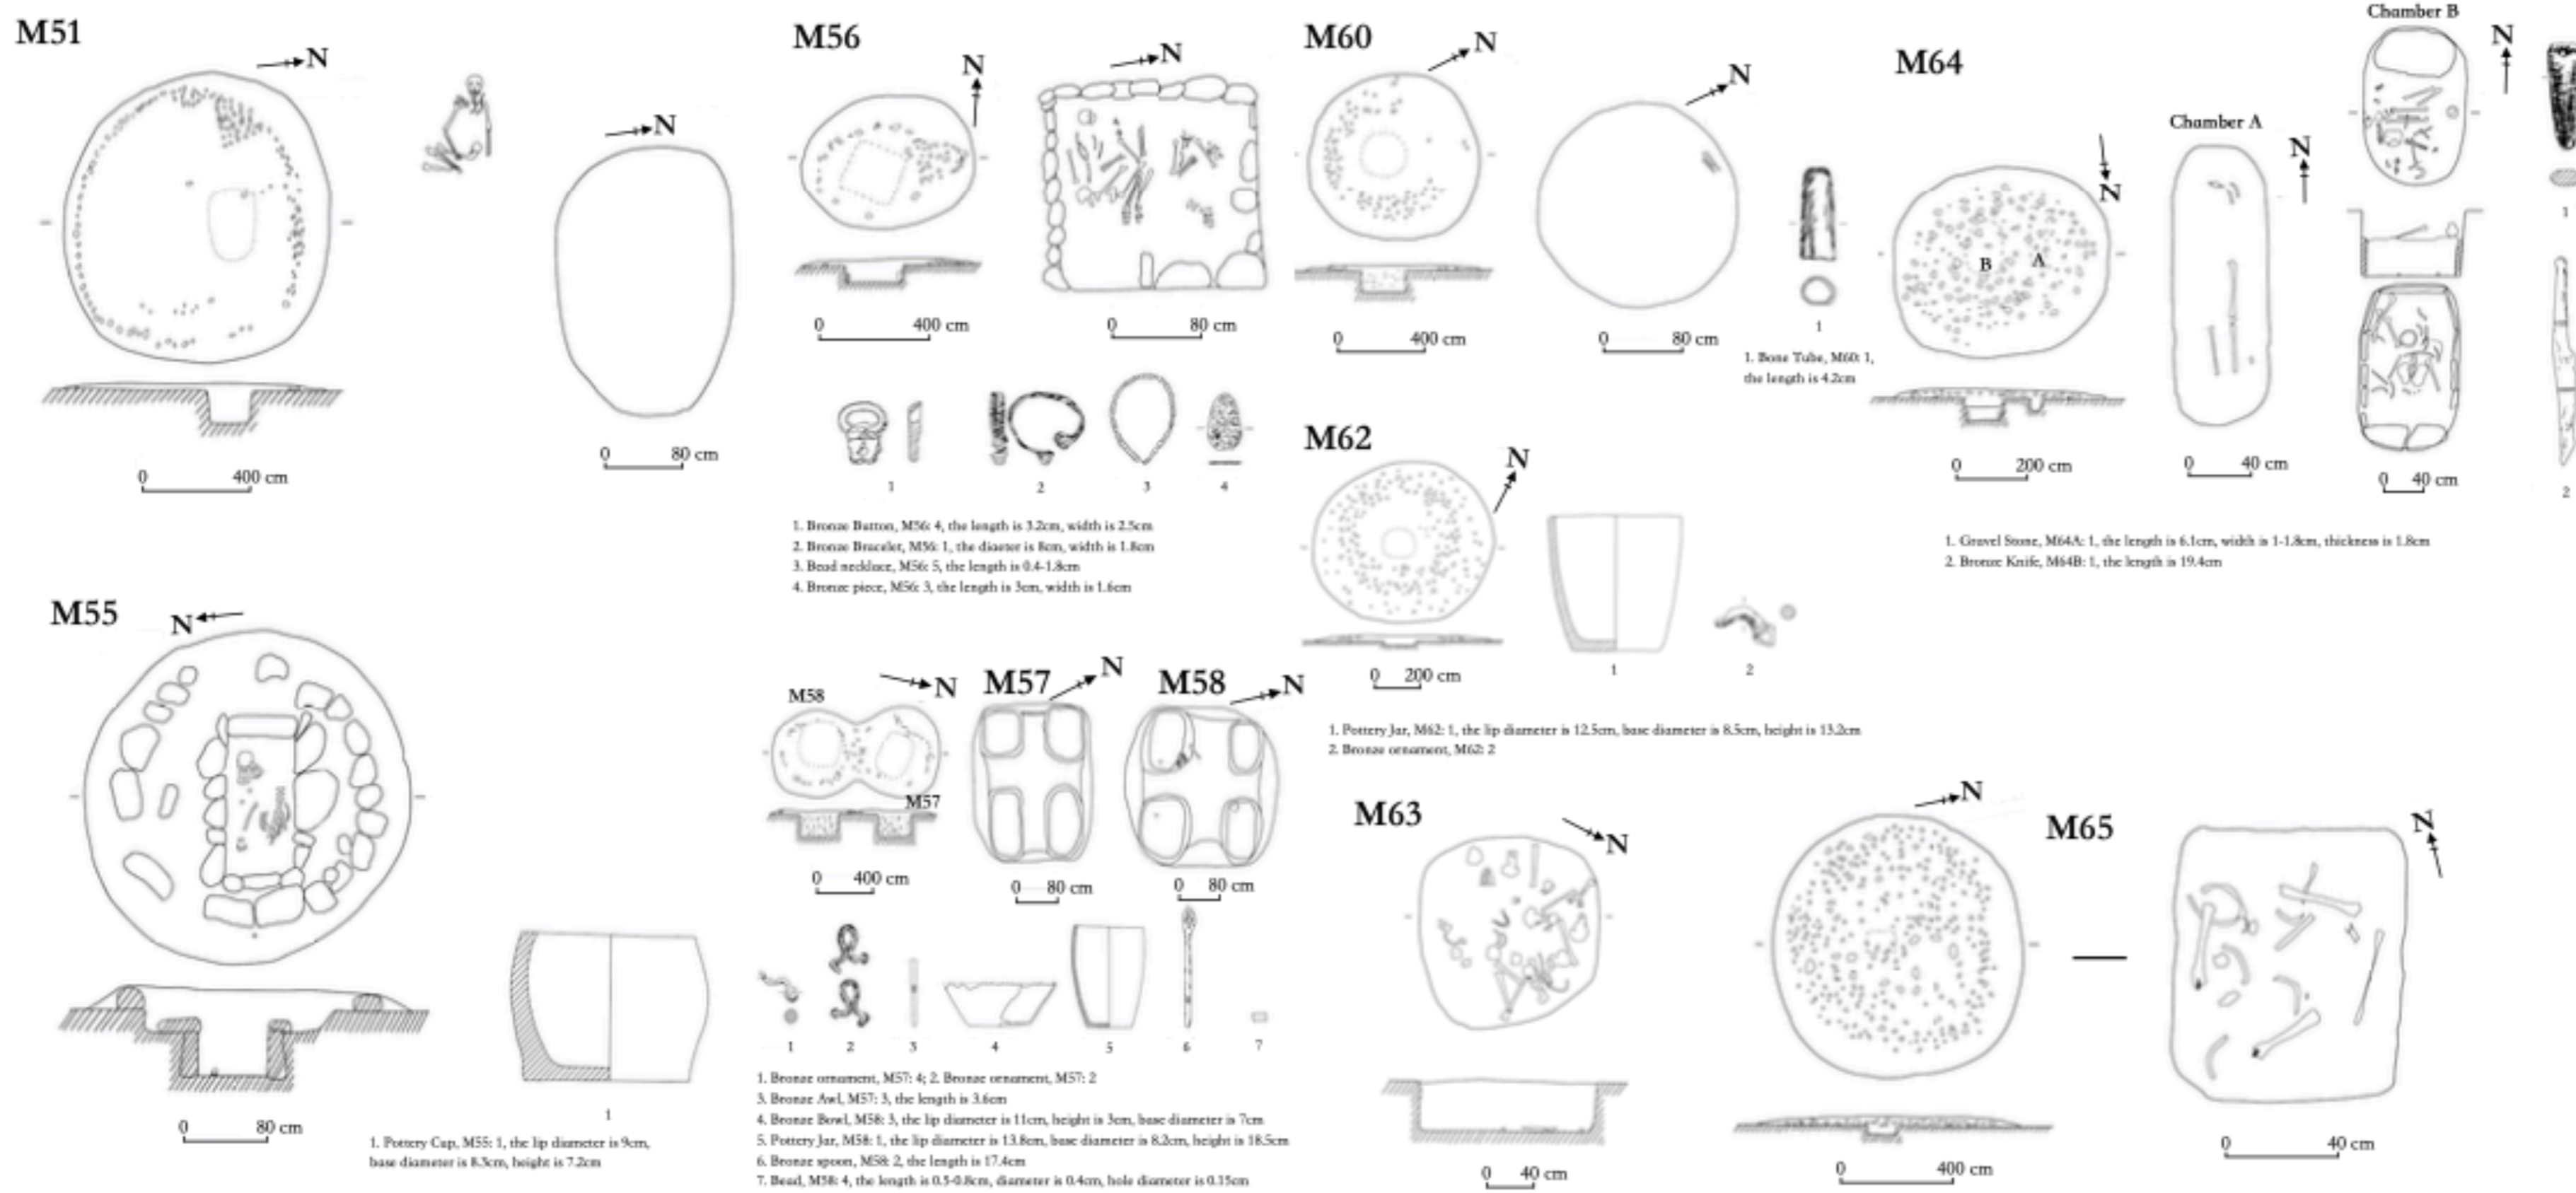 M51
N
N
0 80 cm
0 400 cm
M56
N
N
0 400 cm
0 80 cm
1 2 3 4
1. Bronze Button, M56: 4, the length is 3.2cm, width is 2.5cm
2. Bronze Bracelet, M56: 1, the diaeter is 8cm, width is 1.8cm
3. Bead necklace, M56: 5, the length is 0.4-1.8cm
4. Bronze piece, M56: 3, the length is 3cm, width is 1.6cm
M60
N
N
0 400 cm
0 80 cm
1
1. Bone Tube, M60: 1,
the length is 4.2cm
M64
N
B A
0 200 cm
Chamber A
N
0 40 cm
Chamber B
N
0 40 cm
1
2
1. Gravel Stone, M64A: 1, the length is 6.1cm, width is 1-1.8cm, thickness is 1.8cm
2. Bronze Knife, M64B: 1, the length is 19.4cm
M62
N
0 200 cm
1 2
1. Pottery Jar, M62: 1, the lip diameter is 12.5cm, base diameter is 8.5cm, height is 13.2cm
2. Bronze ornament, M62: 2
M55
N
0 80 cm
1
1. Pottery Cup, M55: 1, the lip diameter is 9cm,
base diameter is 8.3cm, height is 7.2cm
M58
N
M57
0 400 cm
M57
N
0 80 cm
M58
N
0 80 cm
1 2 3 4 5 6 7
1. Bronze ornament, M57: 4; 2. Bronze ornament, M57: 2
3. Bronze Awl, M57: 3, the length is 3.6cm
4. Bronze Bowl, M58: 3, the lip diameter is 11cm, height is 3cm, base diameter is 7cm
5. Pottery Jar, M58: 1, the lip diameter is 13.8cm, base diameter is 8.2cm, height is 18.5cm
6. Bronze spoon, M58: 2, the length is 17.4cm
7. Bead, M58: 4, the length is 0.5-0.8cm, diameter is 0.4cm, hole diameter is 0.15cm
M63
N
0 40 cm
M65
N
0 400 cm
N
0 40 cm